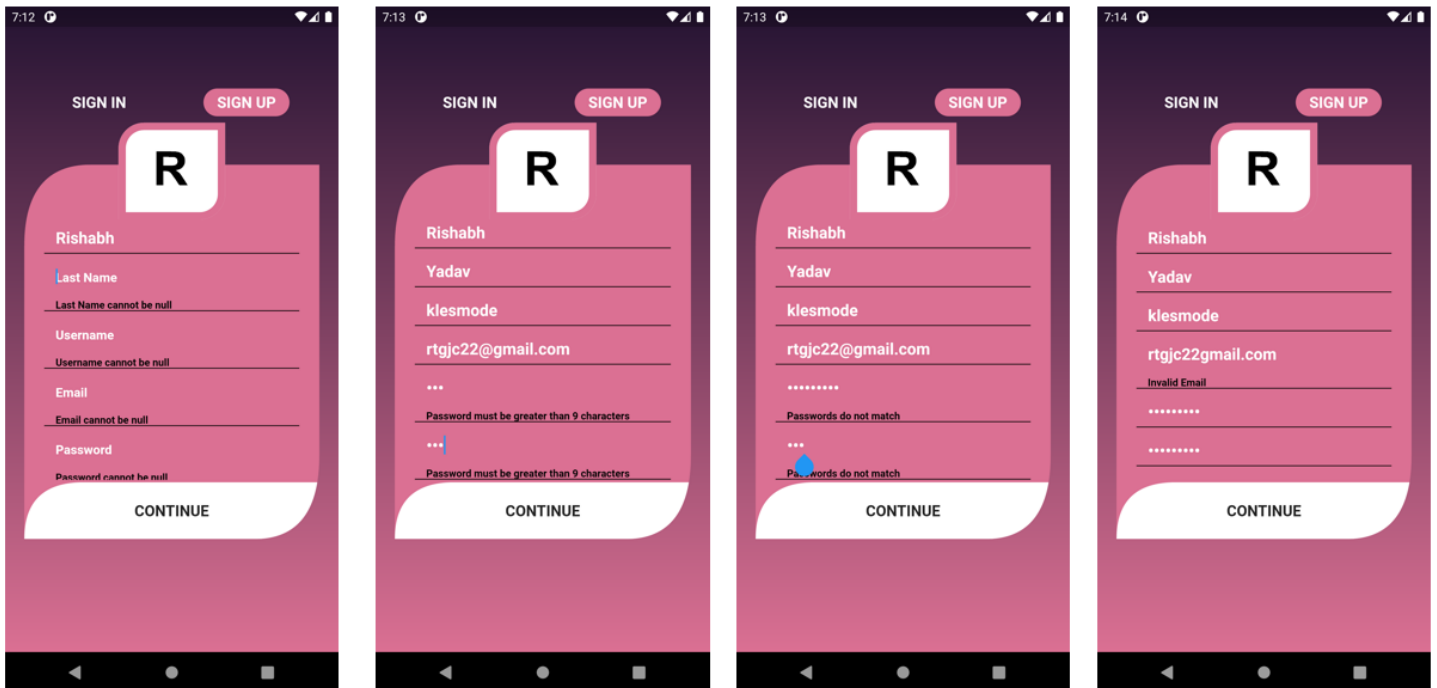 7:12
SIGN IN
SIGN UP
R
Rishabh
Last Name
Last Name cannot be null
Username
Username cannot be null
Email
Email cannot be null
Password
Password cannot be null
CONTINUE
7:13
SIGN IN
SIGN UP
R
Rishabh
Yadav
klesmode
rtgjc22@gmail.com
•••
Password must be greater than 9 characters
•••
Password must be greater than 9 characters
CONTINUE
7:13
SIGN IN
SIGN UP
R
Rishabh
Yadav
klesmode
rtgjc22@gmail.com
•••••••••
Passwords do not match
•••
Passwords do not match
CONTINUE
7:14
SIGN IN
SIGN UP
R
Rishabh
Yadav
klesmode
rtgjc22gmail.com
Invalid Email
•••••••••
•••••••••
CONTINUE